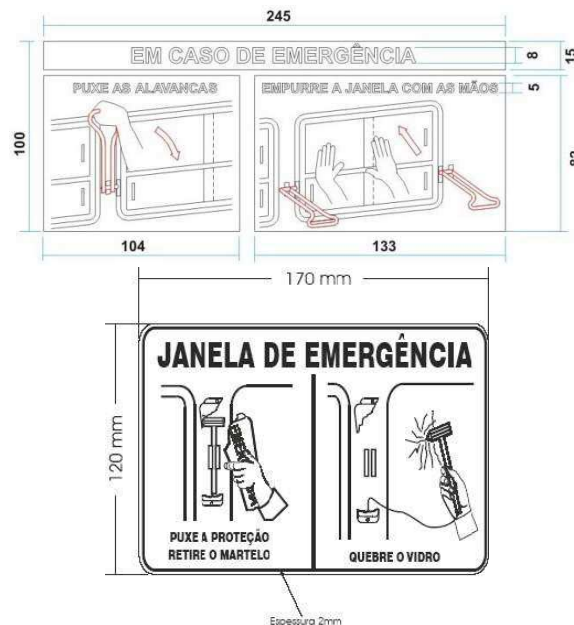 245
EM CASO DE EMERGÊNCIA
8
15
PUXE AS ALAVANCAS
EMPURRE A JANELA COM AS MÃOS
5
100
104
133
170 mm
120 mm
JANELA DE EMERGÊNCIA
PUXE A PROTEÇÃO
RETIRE O MARTELO
QUEBRE O VIDRO
Espessura 2mm